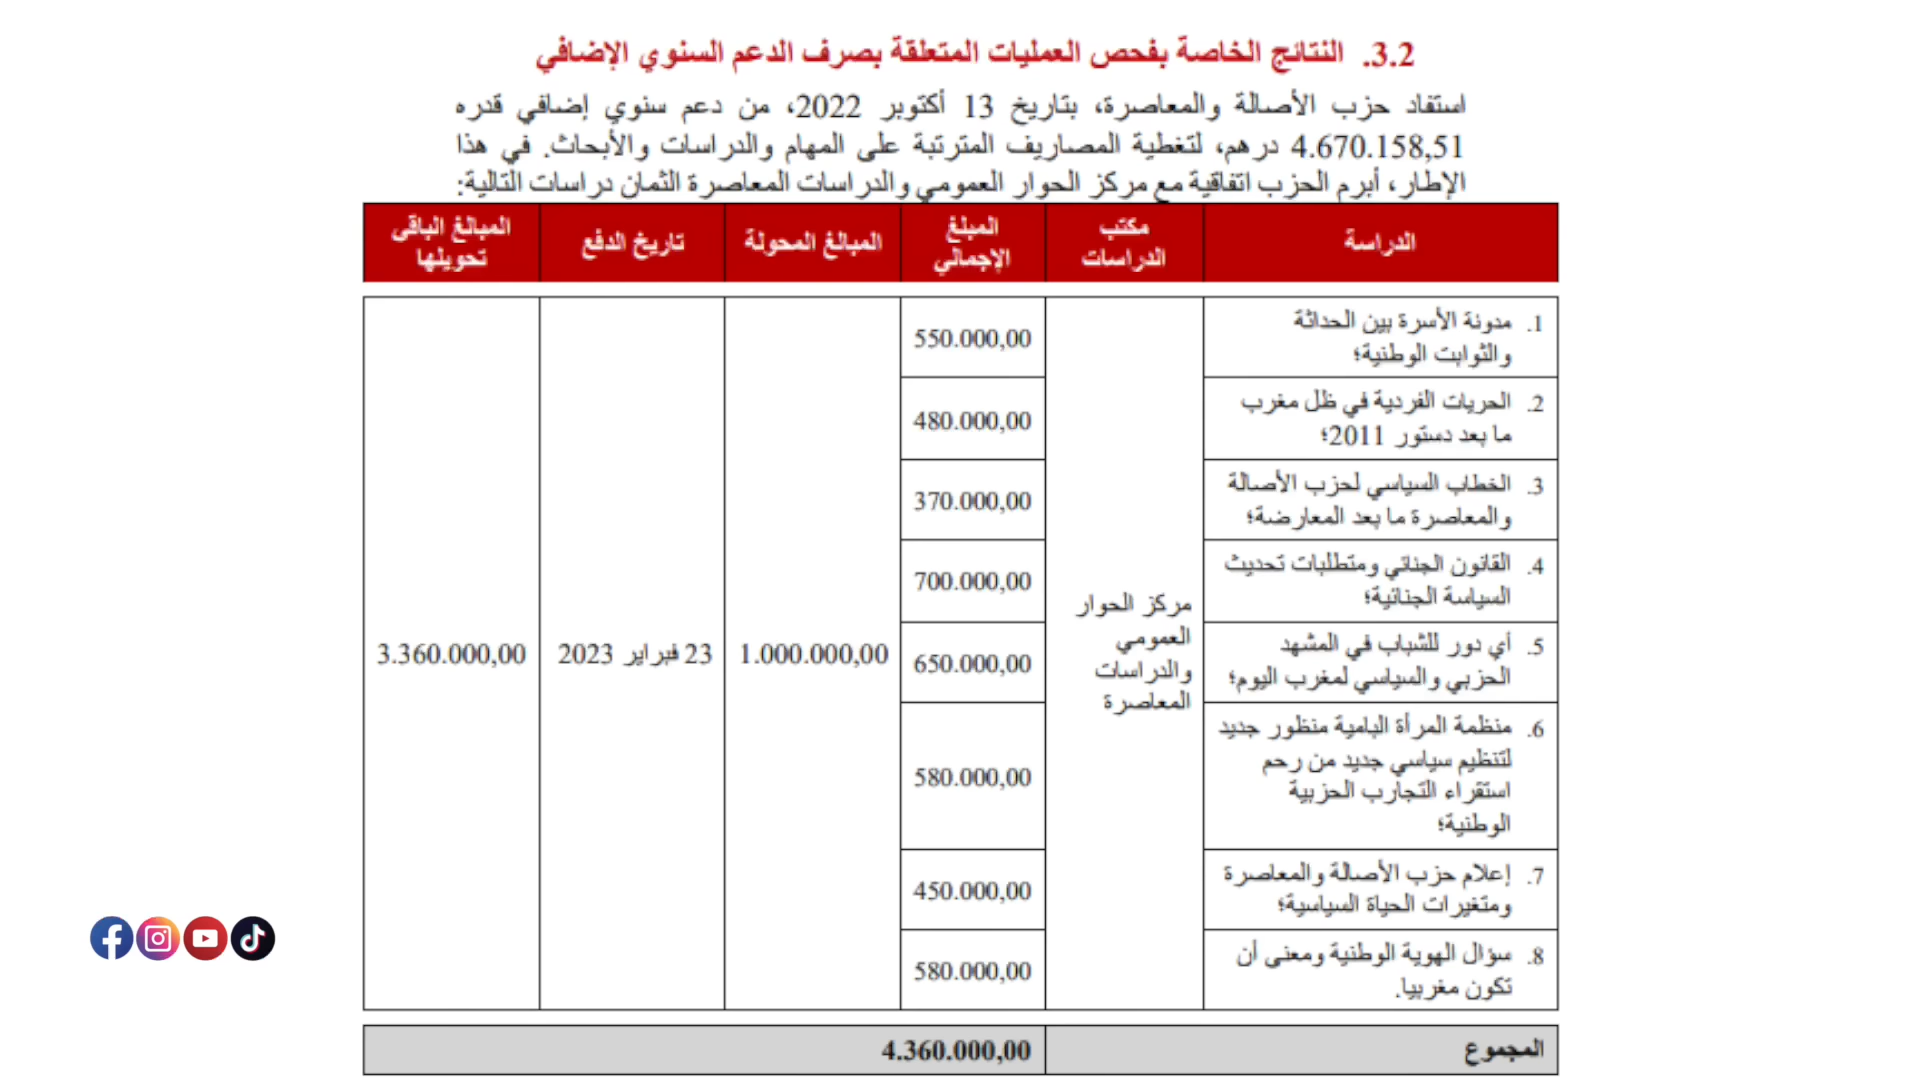 3.2. النتائج الخاصة بفحص العمليات المتعلقة بصرف الدعم السنوي الإضافي
استفاد حزب الأصالة والمعاصرة، بتاريخ 13 أكتوبر 2022، من دعم سنوي إضافي قدره
4.670.158,51 درهم، لتغطية المصاريف المترتبة على المهام والدراسات والأبحاث. في هذا
الإطار، أبرم الحزب اتفاقية مع مركز الحوار العمومي والدراسات المعاصرة الثمان دراسات التالية:
الدراسة
مكتب
الدراسات
المبلغ
الإجمالي
المبالغ المحولة
تاريخ الدفع
المبالغ الباقي
تحويلها
1. مدونة الأسرة بين الحداثة
والثوابت الوطنية؛
550.000,00
2. الحريات الفردية في ظل مغرب
ما بعد دستور 2011؛
480.000,00
3. الخطاب السياسي لحزب الأصالة
والمعاصرة ما بعد المعارضة؛
370.000,00
4. القانون الجنائي ومتطلبات تحديث
السياسة الجنائية؛
700.000,00
5. أي دور للشباب في المشهد
الحزبي والسياسي لمغرب اليوم؛
650.000,00
6. منظمة المرأة البامية منظور جديد
لتنظيم سياسي جديد من رحم
استقراء التجارب الحزبية
الوطنية؛
580.000,00
7. إعلام حزب الأصالة والمعاصرة
ومتغيرات الحياة السياسية؛
450.000,00
8. سؤال الهوية الوطنية ومعنى أن
تكون مغربيا.
580.000,00
مركز الحوار
العمومي
والدراسات
المعاصرة
1.000.000,00
23 فبراير 2023
3.360.000,00
المجموع
4.360.000,00